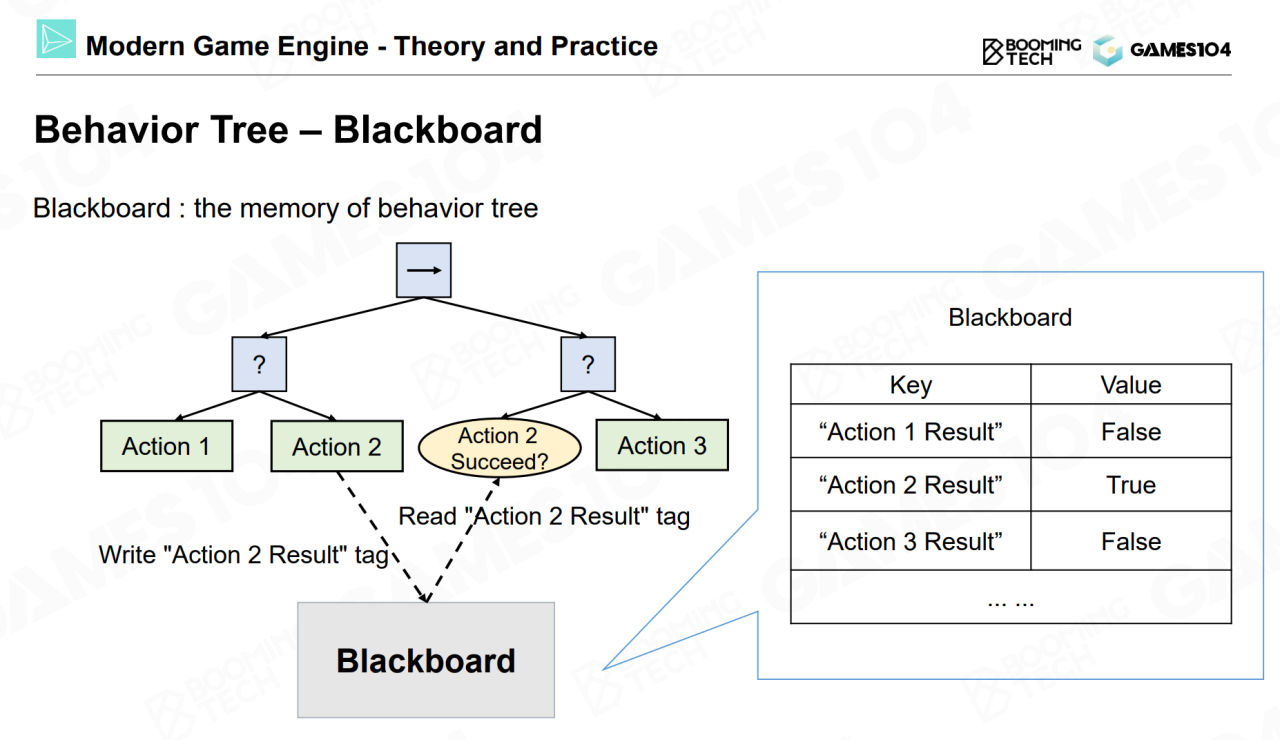 Modern Game Engine - Theory and Practice
BOOMING
TECH
GAMES104
Behavior Tree – Blackboard
Blackboard : the memory of behavior tree
?
?
Action 1
Action 2
Action 2
Succeed?
Action 3
Read "Action 2 Result" tag
Write "Action 2 Result" tag
Blackboard
Blackboard
Key Value
“Action 1 Result” False
“Action 2 Result” True
“Action 3 Result” False
... ...